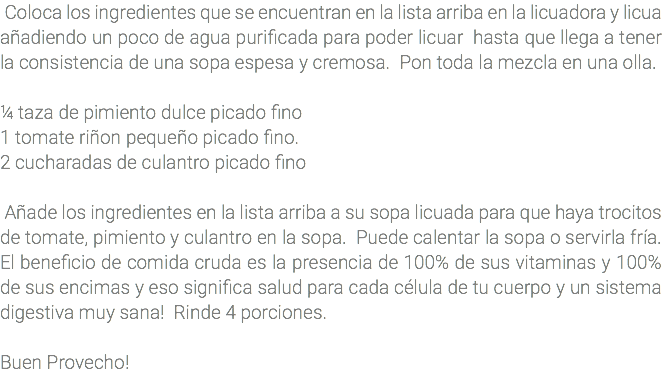 Coloca los ingredientes que se encuentran en la lista arriba en la licuadora y licua
añadiendo un poco de agua purificada para poder licuar  hasta que llega a tener
la consistencia de una sopa espesa y cremosa.  Pon toda la mezcla en una olla.
¼ taza de pimiento dulce picado fino
1 tomate riñon pequeño picado fino.
2 cucharadas de culantro picado fino
Añade los ingredientes en la lista arriba a su sopa licuada para que haya trocitos
de tomate, pimiento y culantro en la sopa.  Puede calentar la sopa o servirla fría.
El beneficio de comida cruda es la presencia de 100% de sus vitaminas y 100%
de sus encimas y eso significa salud para cada célula de tu cuerpo y un sistema
digestiva muy sana!  Rinde 4 porciones.
Buen Provecho!